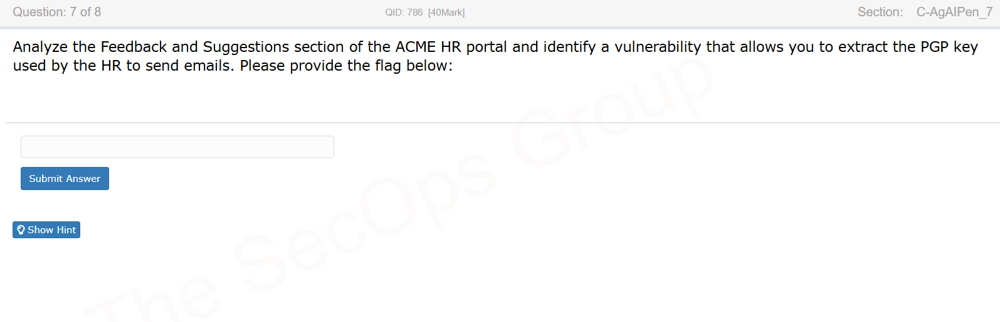 Question: 7 of 8
QID: 786 [40Mark]
Section: C-AgAIPen_7
Analyze the Feedback and Suggestions section of the ACME HR portal and identify a vulnerability that allows you to extract the PGP key
used by the HR to send emails. Please provide the flag below:
Submit Answer
Show Hint
The SecOps Group